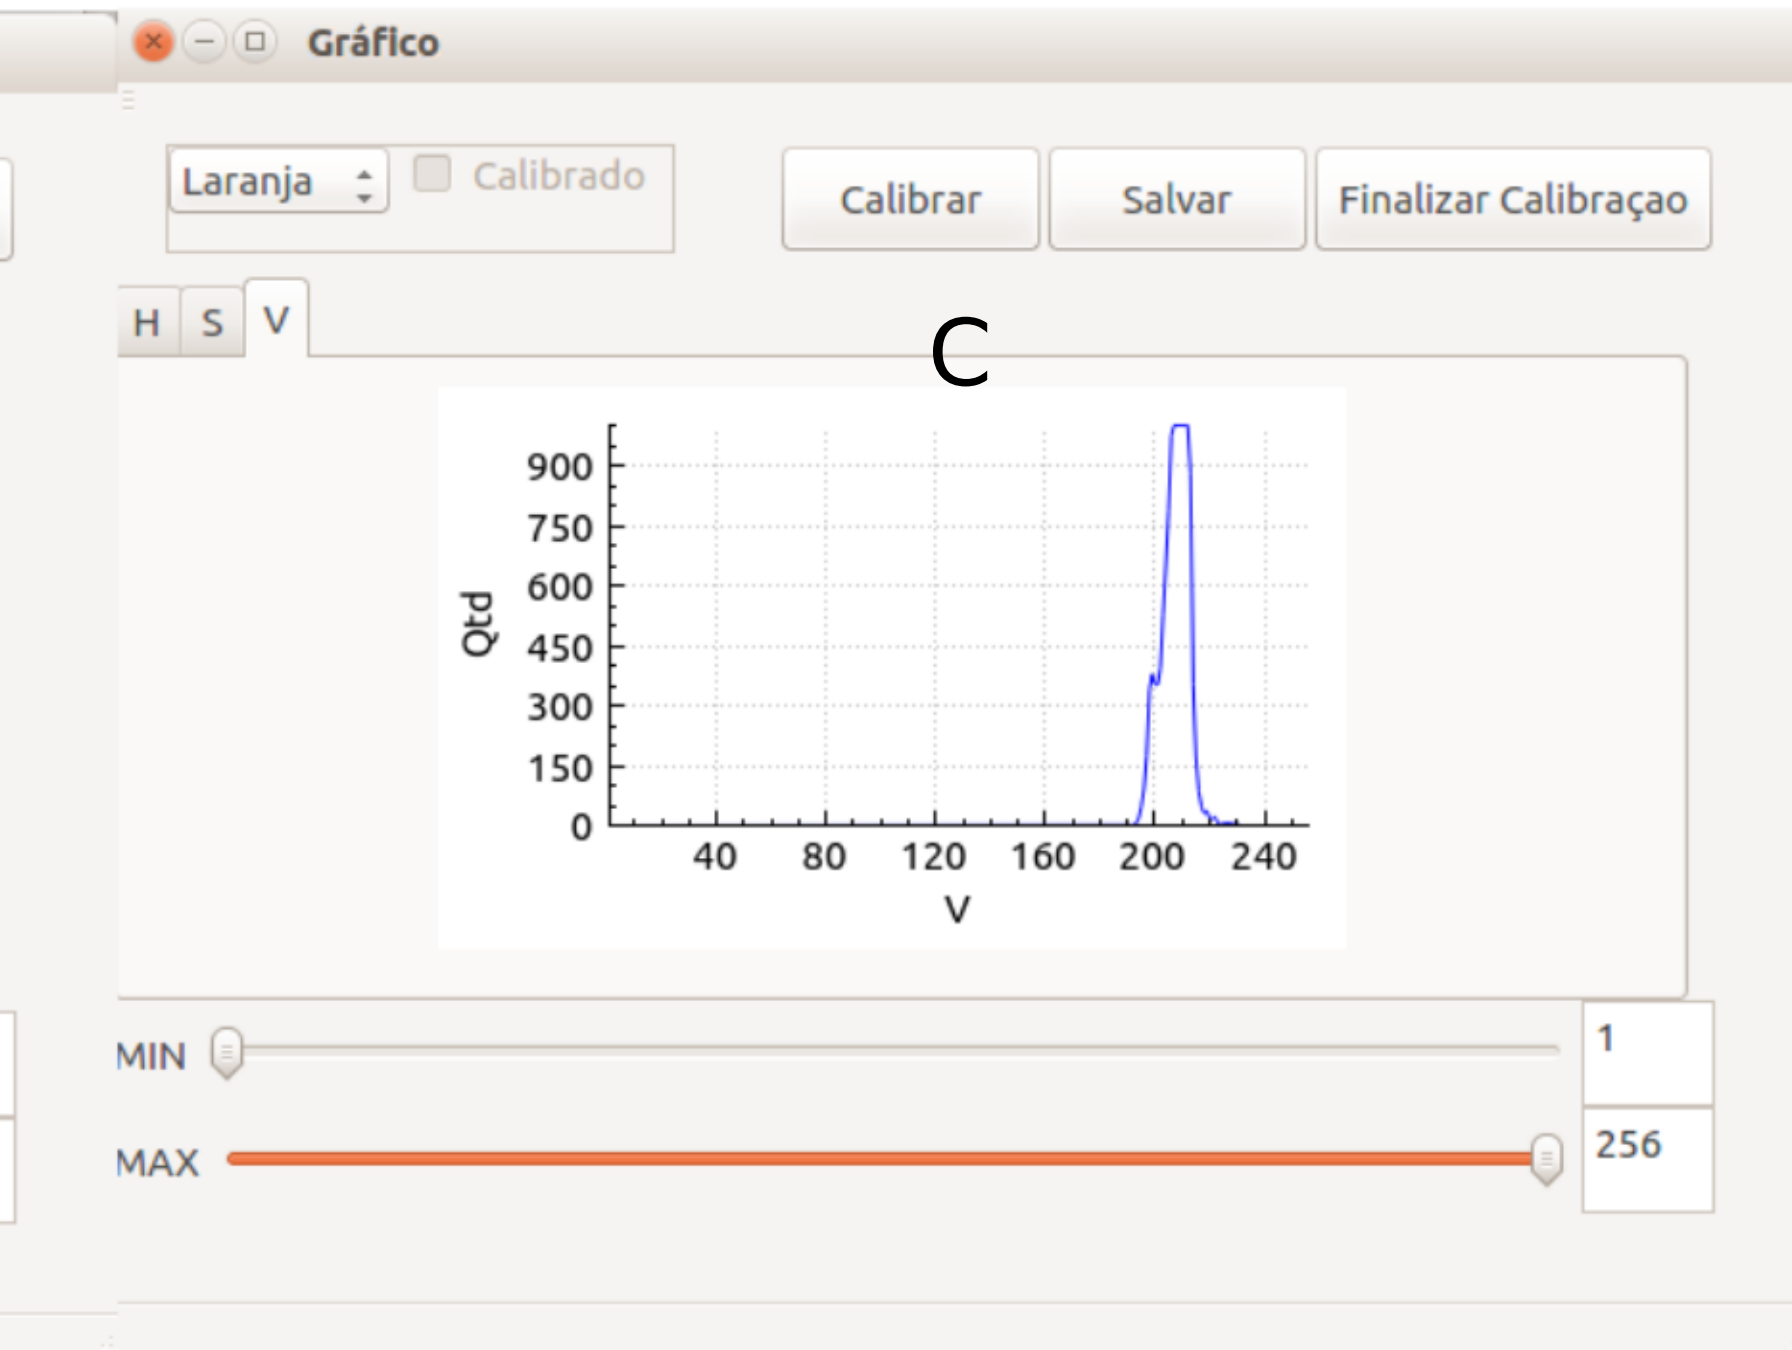 Gráfico
Laranja
Calibrado
Calibrar
Salvar
Finalizar Calibraçao
H
S
V
C
900
750
600
450
300
150
0
Qtd
40 80 120 160 200 240
V
MIN
1
MAX
256